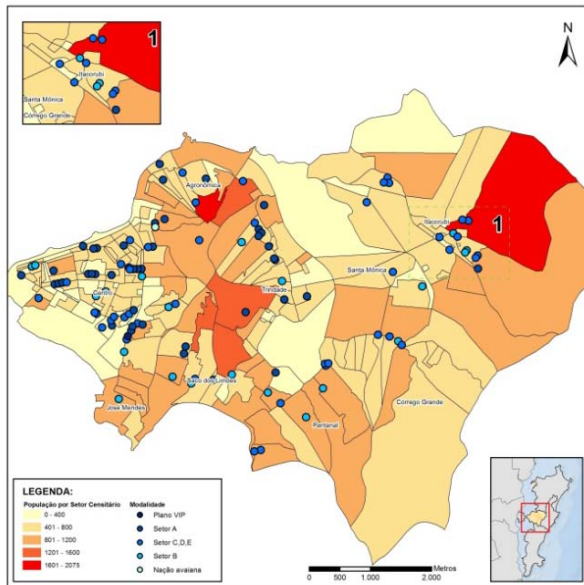 1
Itacorubi
Santa Mônica
Córrego Grande
N
Agronômica
Itacorubi
1
Santa Mônica
Trindade
Centro
Saco dos Limões
José Mendes
Pantanal
Córrego Grande
LEGENDA:
População por Setor Censitário
0 - 400
401 - 800
801 - 1200
1201 - 1600
1601 - 2075
Modalidade
Plano VIP
Setor A
Setor C,D,E
Setor B
Nação avaiana
Metros
0
500
1.000
2.000